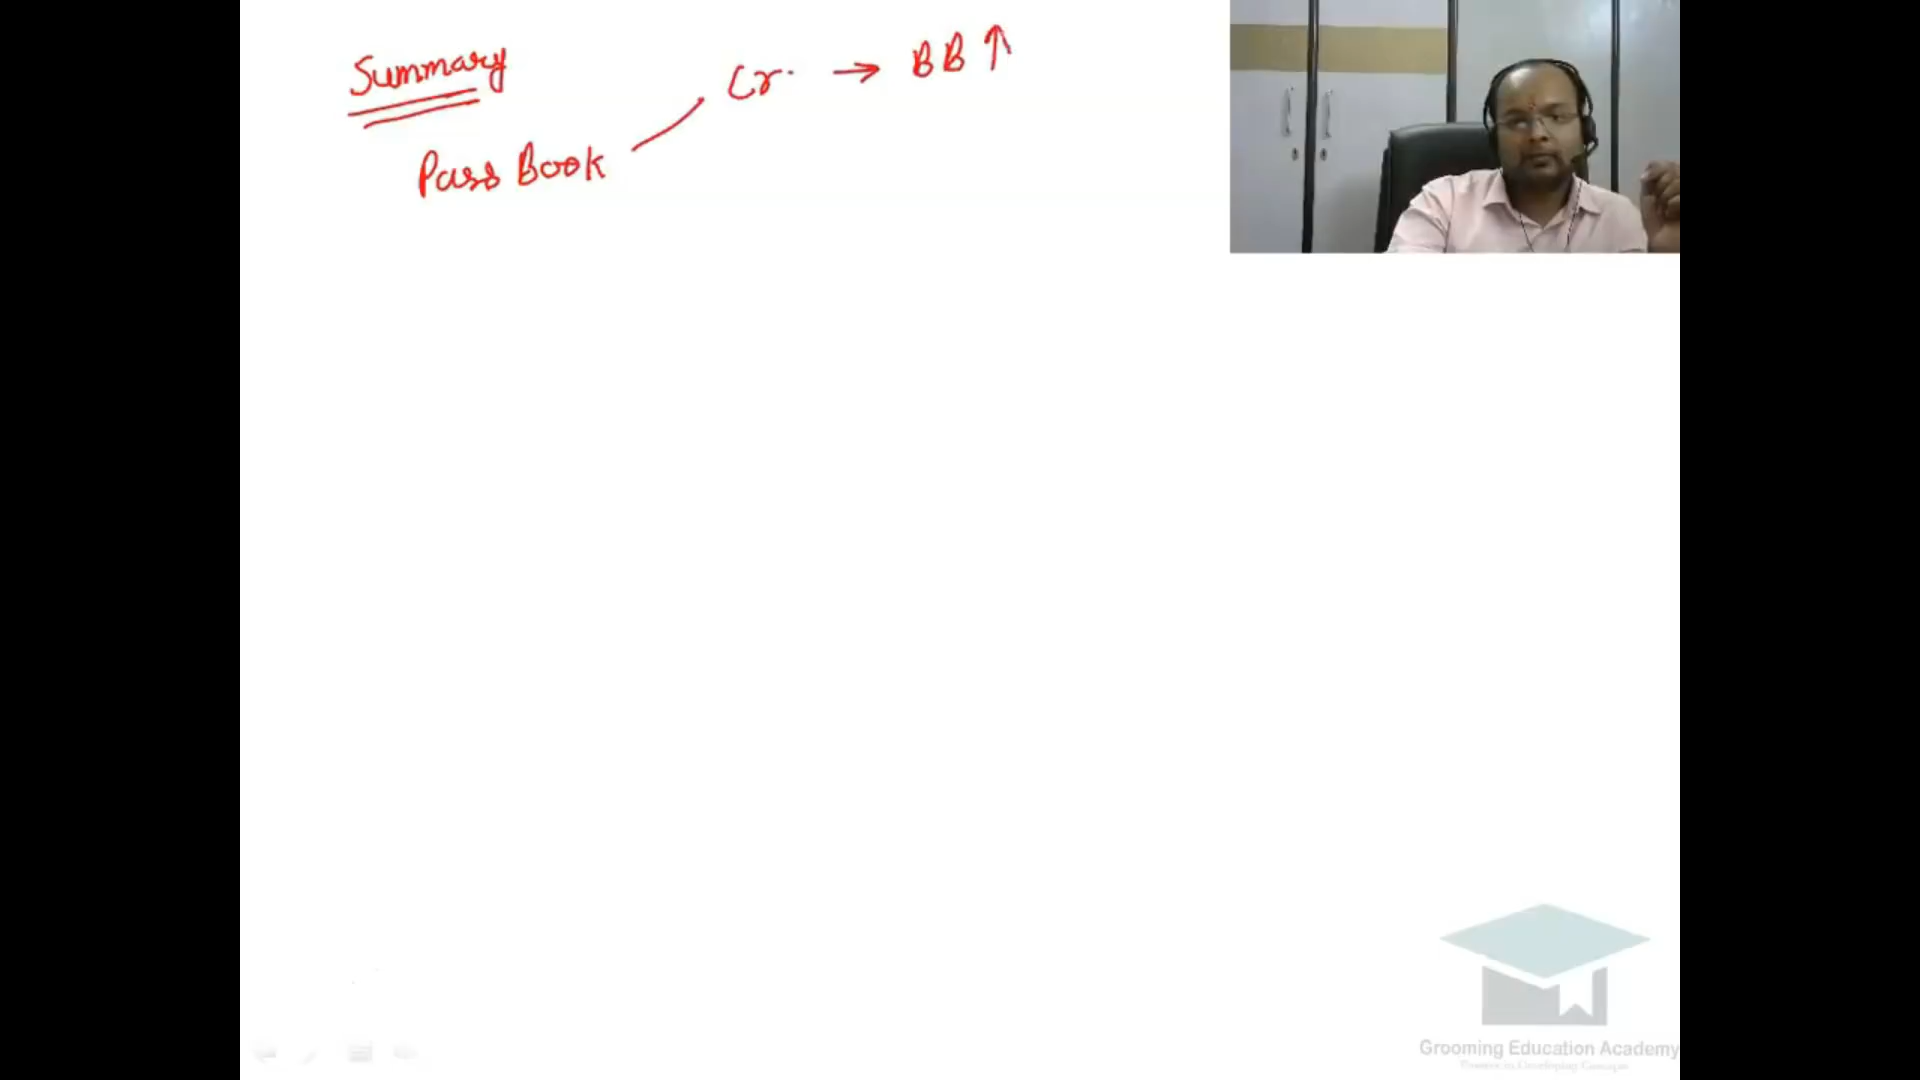 Summary
Cr. → BB ↑
Pass Book
Grooming Education Academy